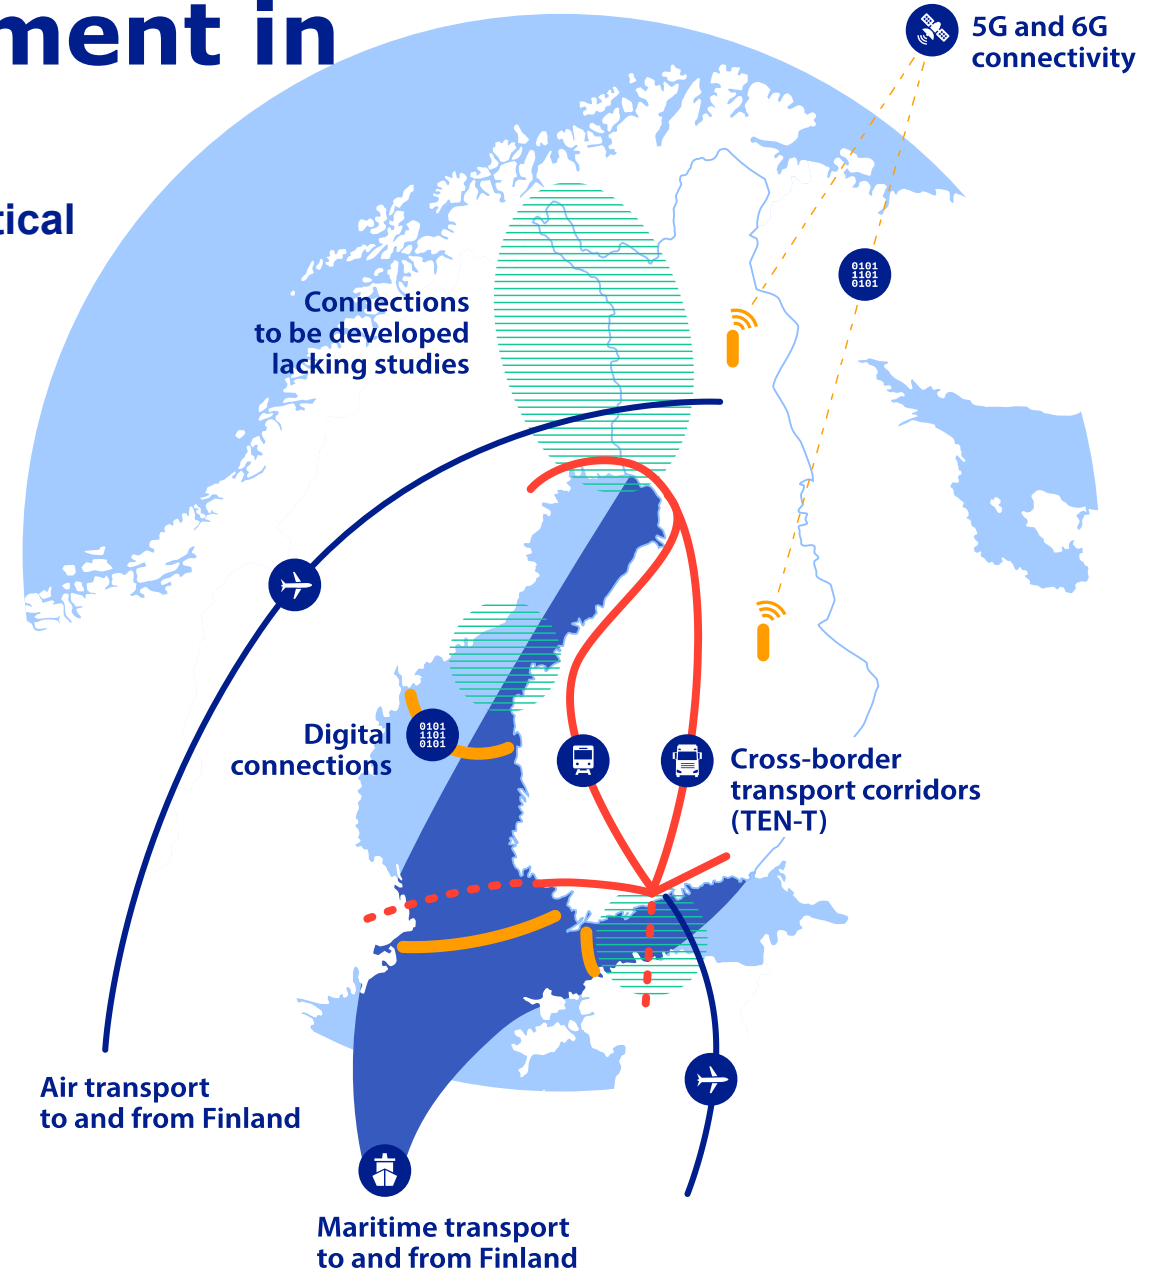 ment in
tical
5G and 6G
connectivity
0101
1101
0101
Connections
to be developed
lacking studies
Digital
connections
0101
1101
0101
Cross-border
transport corridors
(TEN-T)
Air transport
to and from Finland
Maritime transport
to and from Finland